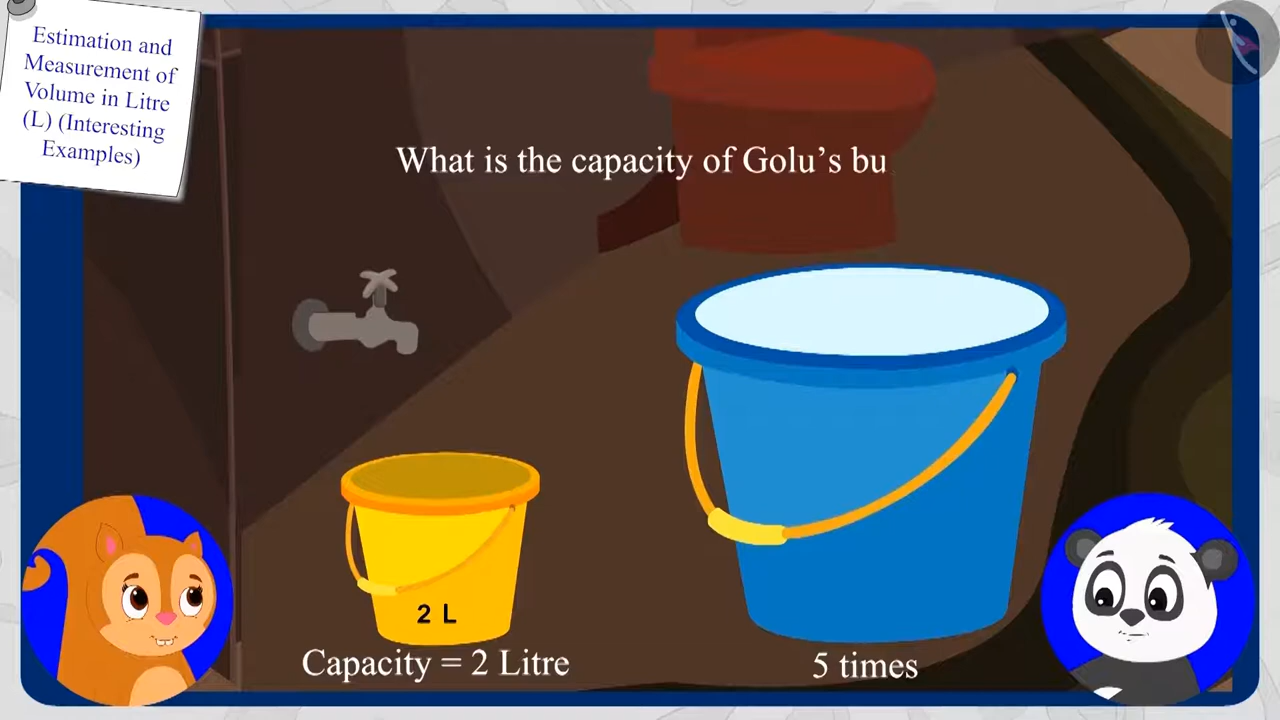 Estimation and
Measurement of
Volume in Litre
(L) (Interesting
Examples)
What is the capacity of Golu’s bu
2 L
Capacity = 2 Litre
5 times